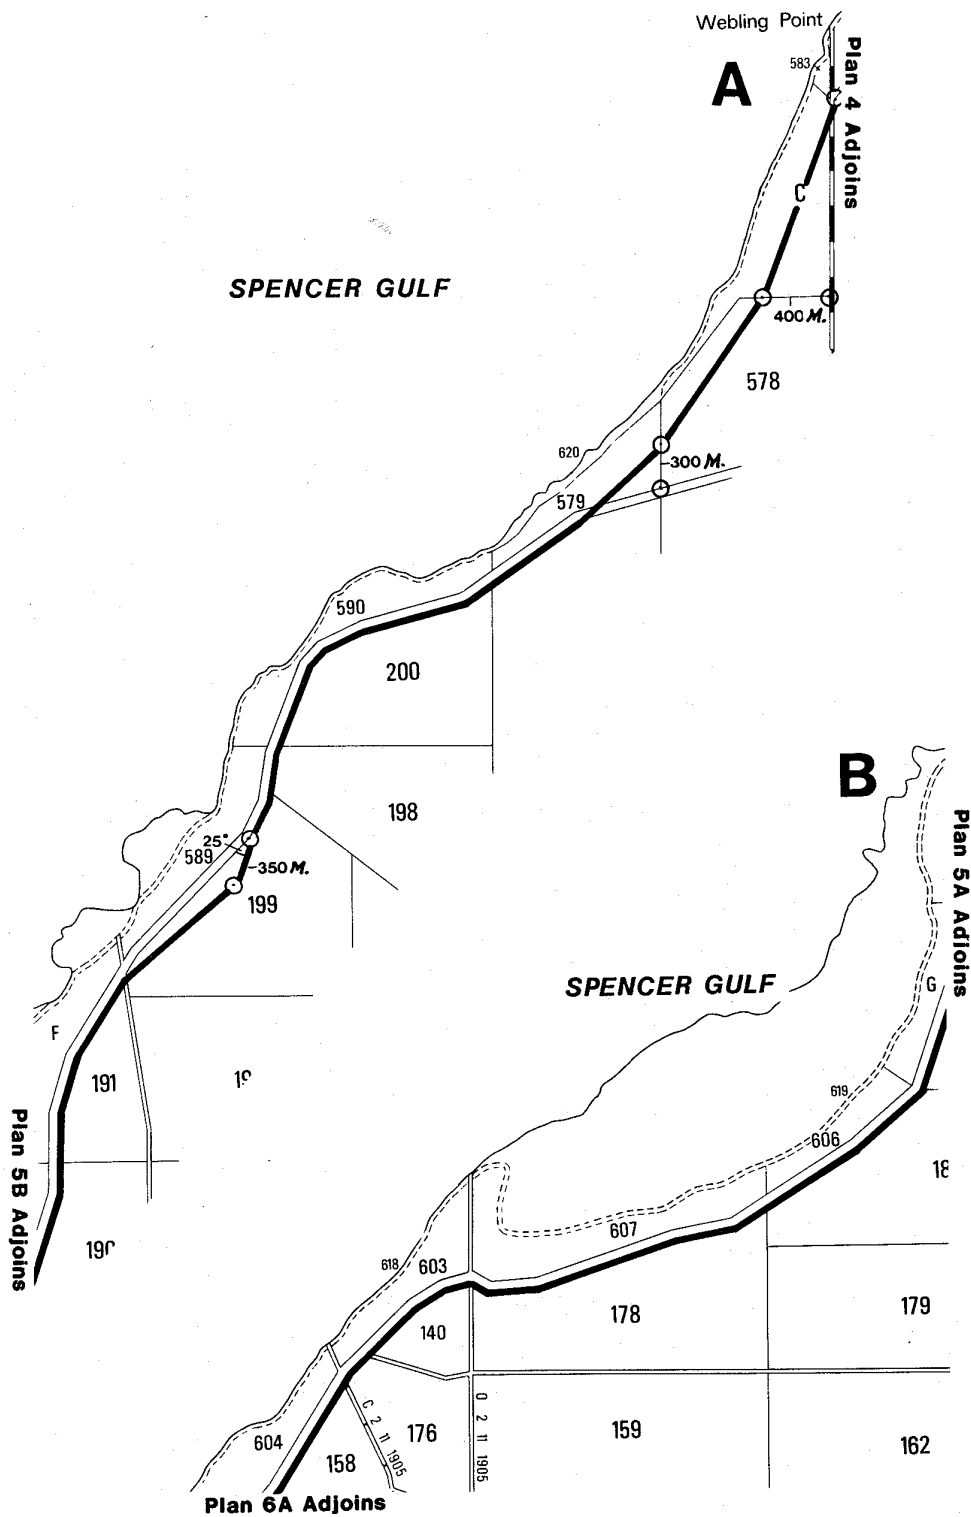 Webling Point
583
A
Plan 4 Adjoins
C
SPENCER GULF
400 M.
578
620
300 M.
579
590
200
B
198
25°
589
350 M.
199
Plan 5A Adjoins
SPENCER GULF
G
F
191
619
606
Plan 5B Adjoins
18
607
618
603
178
179
140
C 2 11 1905
O 2 11 1905
176
159
604
158
162
Plan 6A Adjoins